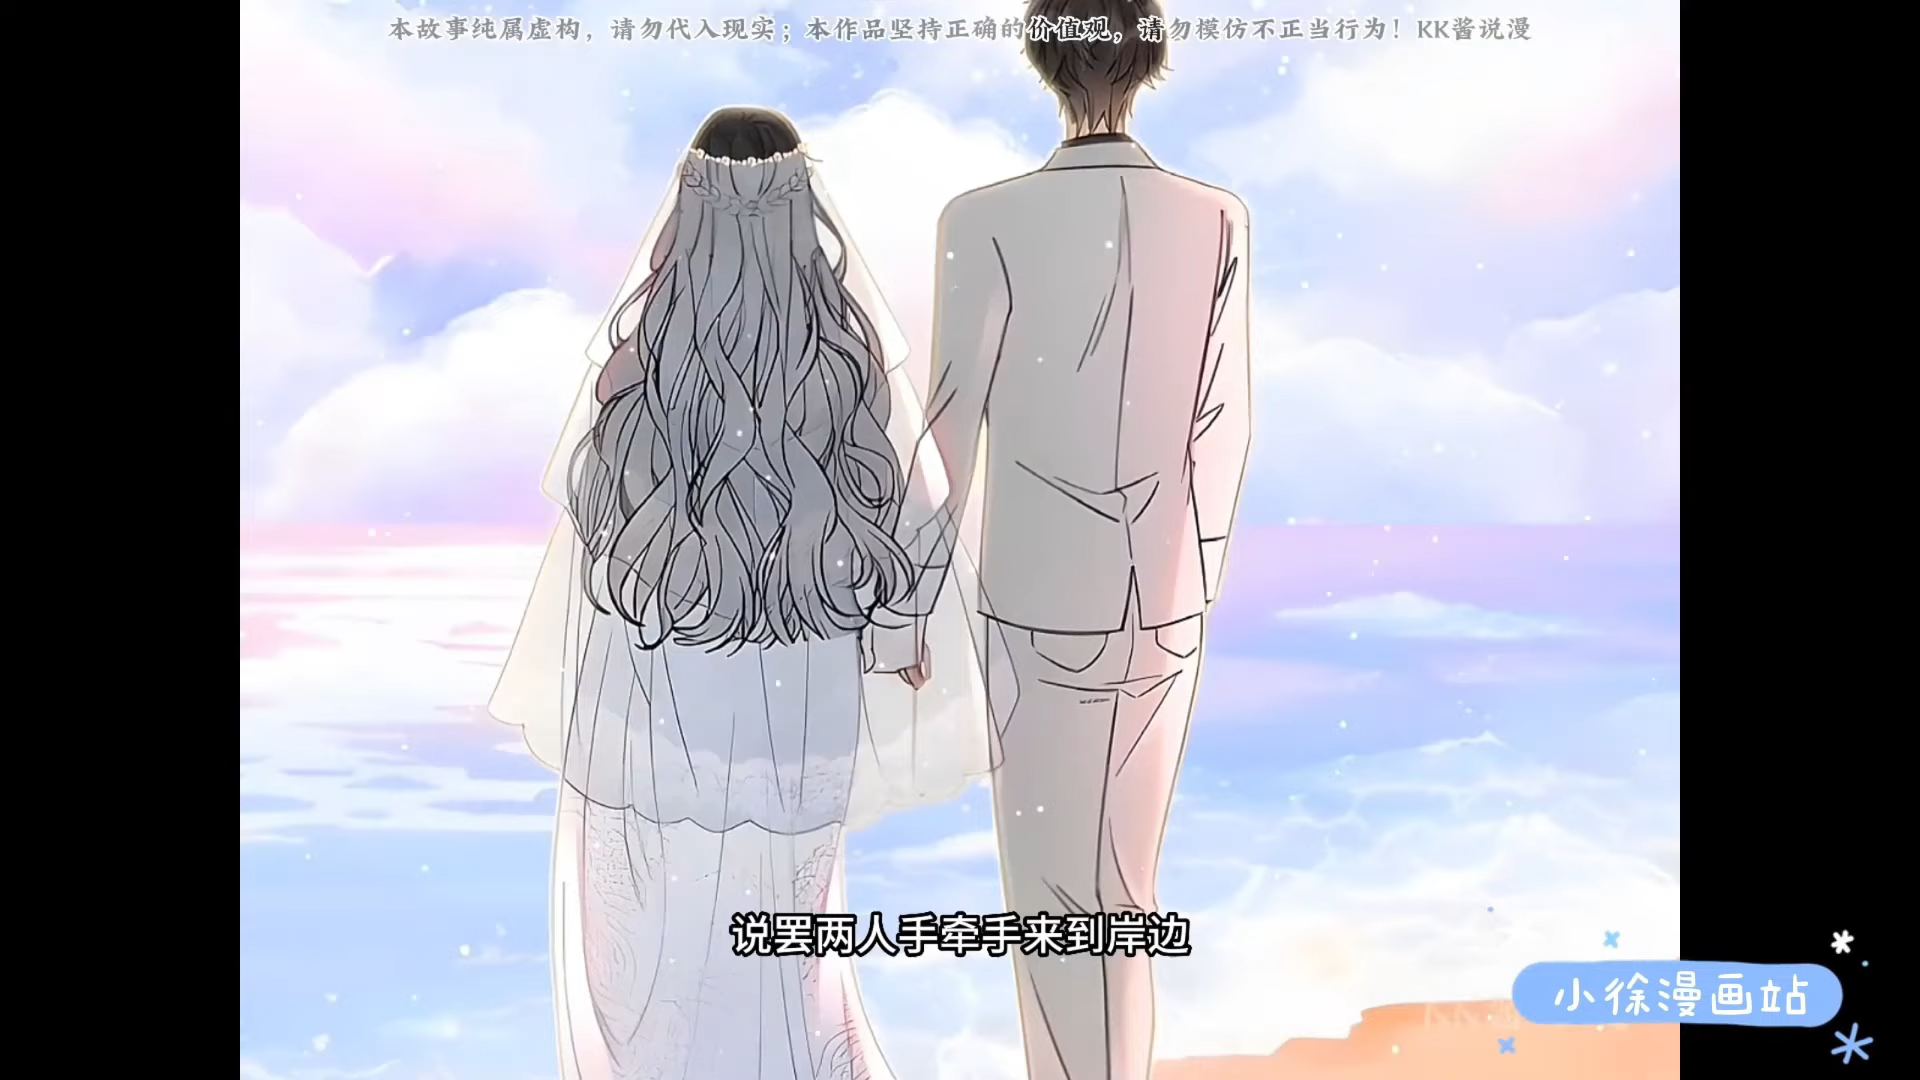 本故事纯属虚构，请勿代入现实；本作品坚持正确的价值观，请勿模仿不正当行为！KK酱说漫
说罢两人手牵手来到岸边
小徐漫画站